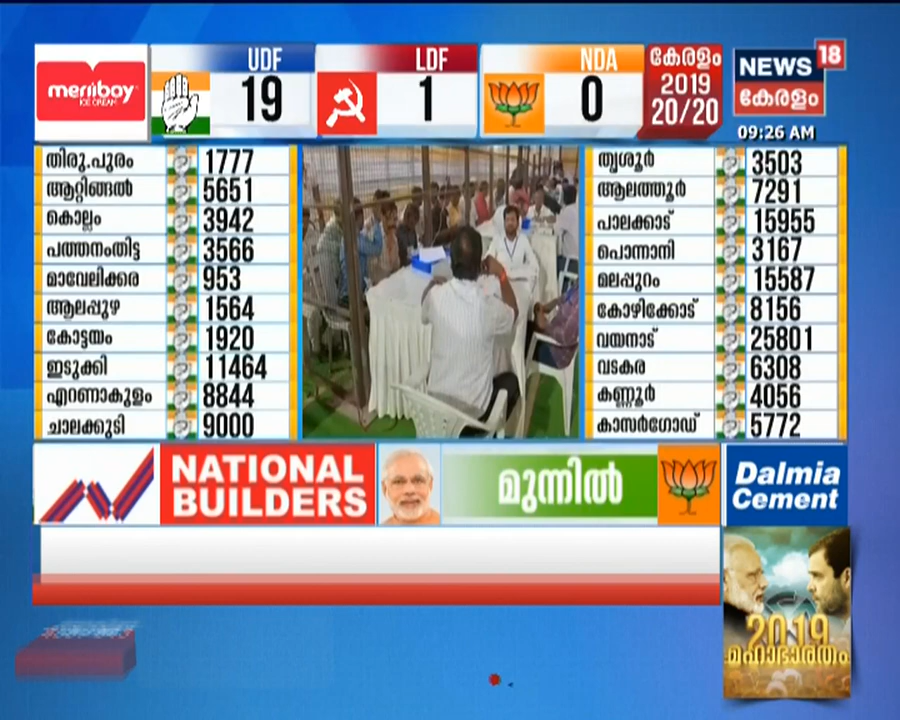 merriboy
ICE CREAM
UDF
19
LDF
1
NDA
0
കേരളം
2019
20/20
NEWS 18
കേരളം
09:26 AM
തിരു.പുരം 1777
ആറ്റിങ്ങൽ 5651
കൊല്ലം 3942
പത്തനംതിട്ട 3566
മാവേലിക്കര 953
ആലപ്പുഴ 1564
കോട്ടയം 1920
ഇടുക്കി 11464
എറണാകുളം 8844
ചാലക്കുടി 9000
തൃശൂർ 3503
ആലത്തൂർ 7291
പാലക്കാട് 15955
പൊന്നാനി 3167
മലപ്പുറം 15587
കോഴിക്കോട് 8156
വയനാട് 25801
വടകര 6308
കണ്ണൂർ 4056
കാസർഗോഡ് 5772
NATIONAL
BUILDERS
മുന്നിൽ
Dalmia
Cement
2019
മഹാഭാരതം